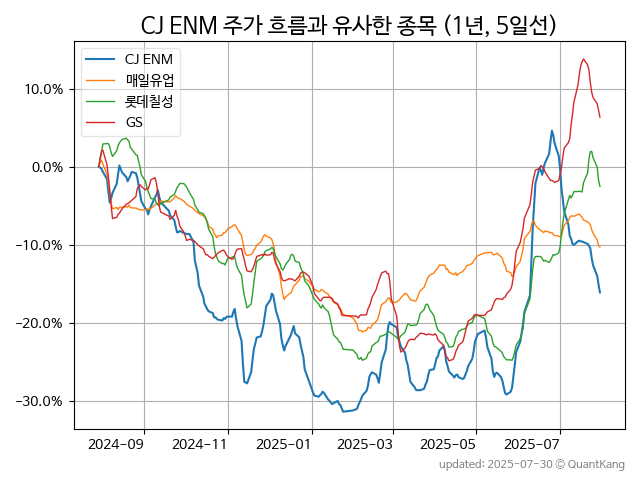 CJ ENM 주가 흐름과 유사한 종목 (1년, 5일선)
CJ ENM
매일유업
롯데칠성
GS
10.0%
0.0%
-10.0%
-20.0%
-30.0%
2024-09 2024-11 2025-01 2025-03 2025-05 2025-07
updated: 2025-07-30 © QuantKang